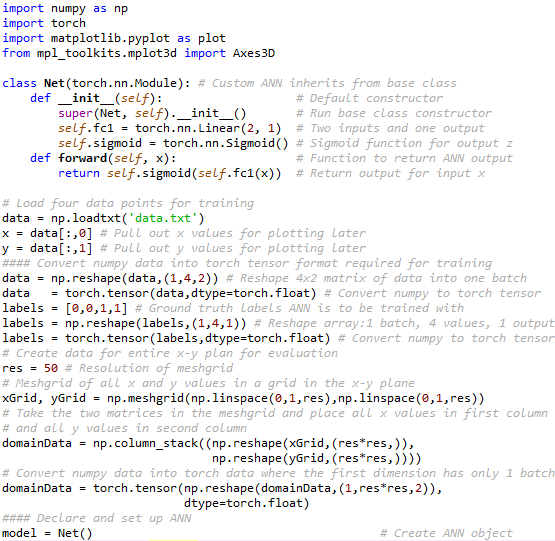 import numpy as np
import torch
import matplotlib.pyplot as plot
from mpl_toolkits.mplot3d import Axes3D
class Net(torch.nn.Module): # Custom ANN inherits from base class
def __init__(self): # Default constructor
super(Net, self).__init__() # Run base class constructor
self.fc1 = torch.nn.Linear(2, 1) # Two inputs and one output
self.sigmoid = torch.nn.Sigmoid() # Sigmoid function for output z
def forward(self, x): # Function to return ANN output
return self.sigmoid(self.fc1(x)) # Return output for input x
# Load four data points for training
data = np.loadtxt('data.txt')
x = data[:,0] # Pull out x values for plotting later
y = data[:,1] # Pull out y values for plotting later
#### Convert numpy data into torch tensor format required for training
data = np.reshape(data,(1,4,2)) # Reshape 4x2 matrix of data into one batch
data = torch.tensor(data,dtype=torch.float) # Convert numpy to torch tensor
labels = [0,0,1,1] # Ground truth labels ANN is to be trained with
labels = np.reshape(labels,(1,4,1)) # Reshape array:1 batch, 4 values, 1 output
labels = torch.tensor(labels,dtype=torch.float) # Convert numpy to torch tensor
# Create data for entire x-y plan for evaluation
res = 50 # Resolution of meshgrid
# Meshgrid of all x and y values in a grid in the x-y plane
xGrid, yGrid = np.meshgrid(np.linspace(0,1,res),np.linspace(0,1,res))
# Take the two matrices in the meshgrid and place all x values in first column
# and all y values in second column
domainData = np.column_stack((np.reshape(xGrid,(res*res,)),
np.reshape(yGrid,(res*res,))))
# Convert numpy data into torch data where the first dimension has only 1 batch
domainData = torch.tensor(np.reshape(domainData,(1,res*res,2)),
dtype=torch.float)
#### Declare and set up ANN
model = Net() # Create ANN object